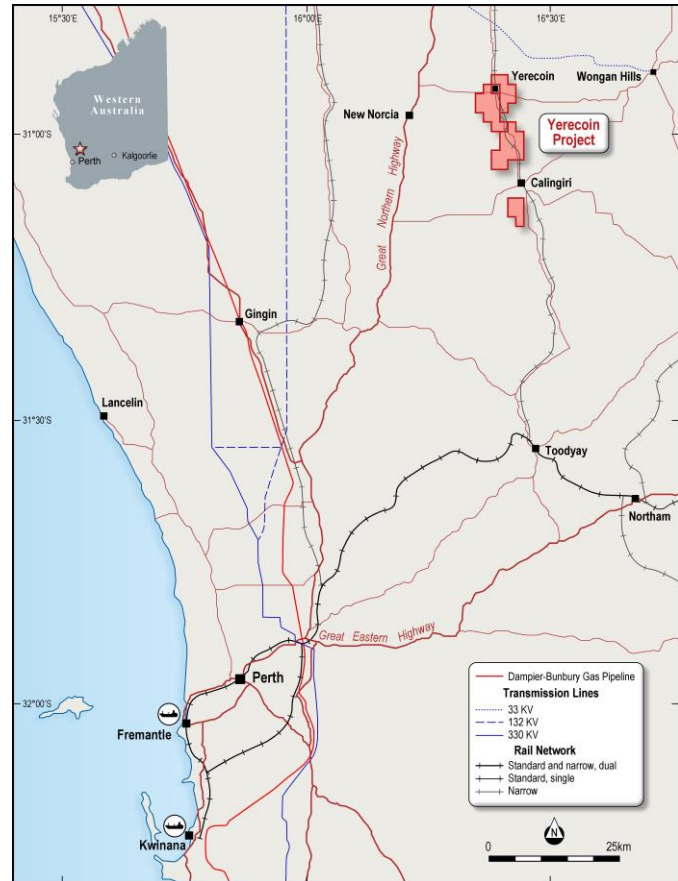 15°30'E
16°00'E
16°30'E
Western
Australia
Perth
Kalgoorlie
Yerecoin
Wongan Hills
New Norcia
Yerecoin
Project
31°00'S
Calingiri
Great Northern Highway
Gingin
Lancelin
31°30'S
Toodyay
Northam
Great Eastern Highway
Perth
32°00'S
Fremantle
Kwinana
Dampier-Bunbury Gas Pipeline
Transmission Lines
33 KV
132 KV
330 KV
Rail Network
Standard and narrow, dual
Standard, single
Narrow
N
0 25km